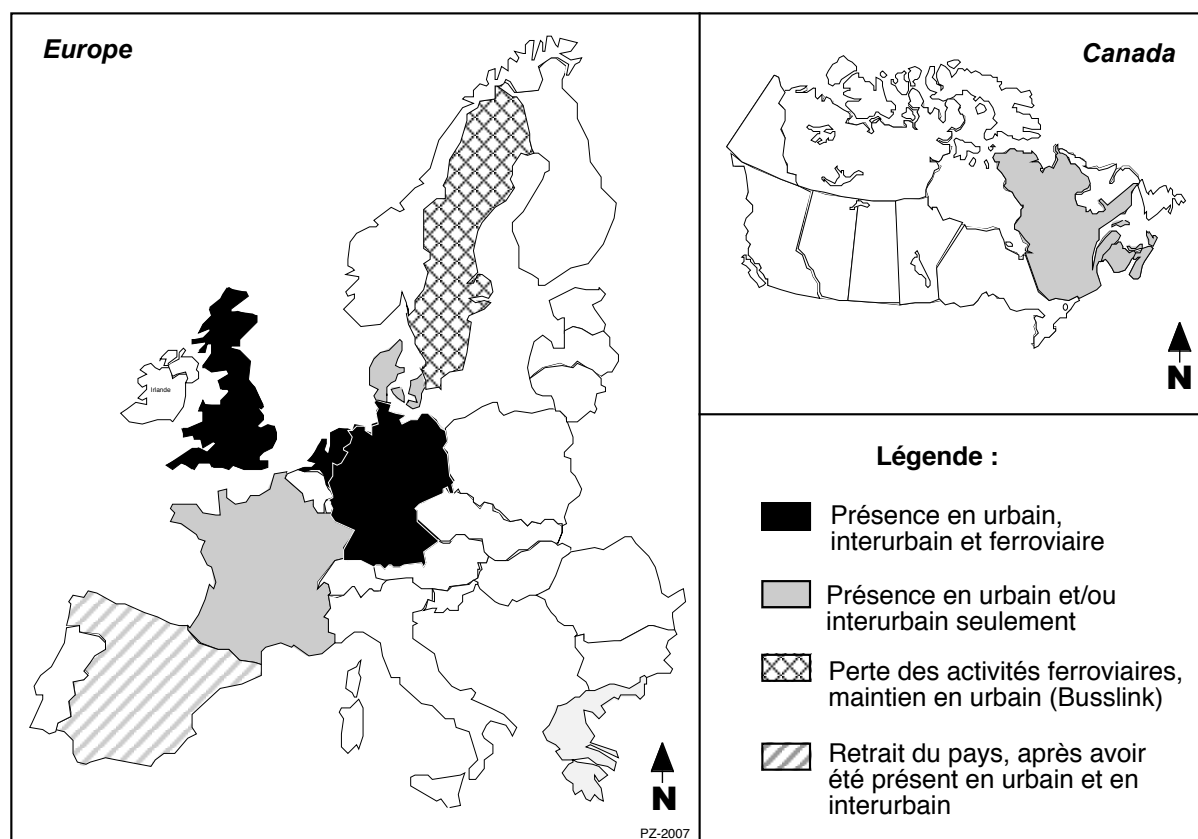 Europe
Irlande
N
PZ-2007
Canada
N
Légende :
Présence en urbain,
interurbain et ferroviaire
Présence en urbain et/ou
interurbain seulement
Perte des activités ferroviaires,
maintien en urbain (Busslink)
Retrait du pays, après avoir
été présent en urbain et en
interurbain